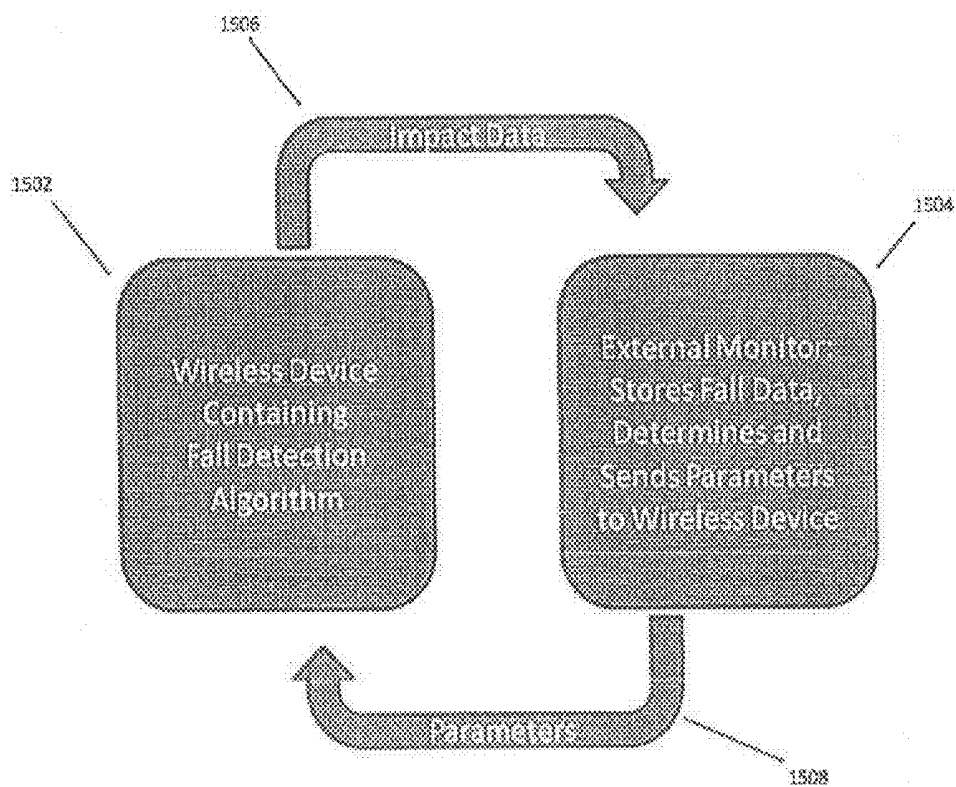 1506
Impact Data
1502
1504
Wireless Device
Containing
Fall Detection
Algorithm
External Monitor:
Stores Fall Data,
Determines and
Sends Parameters
to Wireless Device
Parameters
1508